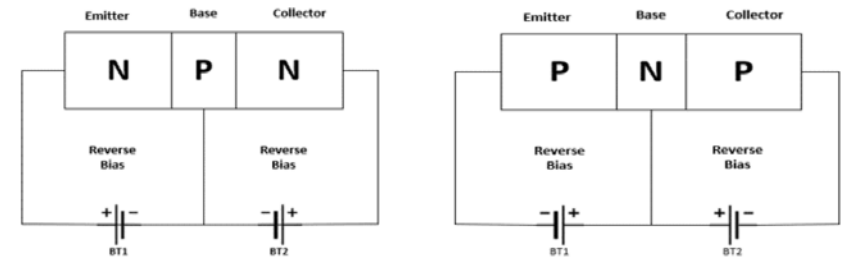 Emitter Base Collector
N P N
Reverse Bias
Reverse Bias
+ - - +
BT1 BT2
Emitter Base Collector
P N P
Reverse Bias
Reverse Bias
- + + -
BT1 BT2